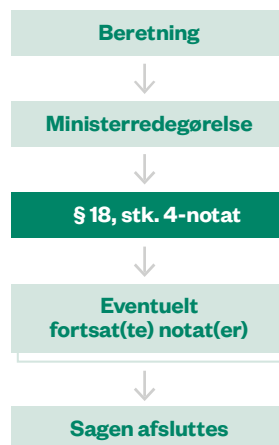 Beretning
Ministerredegørelse
§ 18, stk. 4-notat
Eventuelt
fortsat(te) notat(er)
Sagen afsluttes